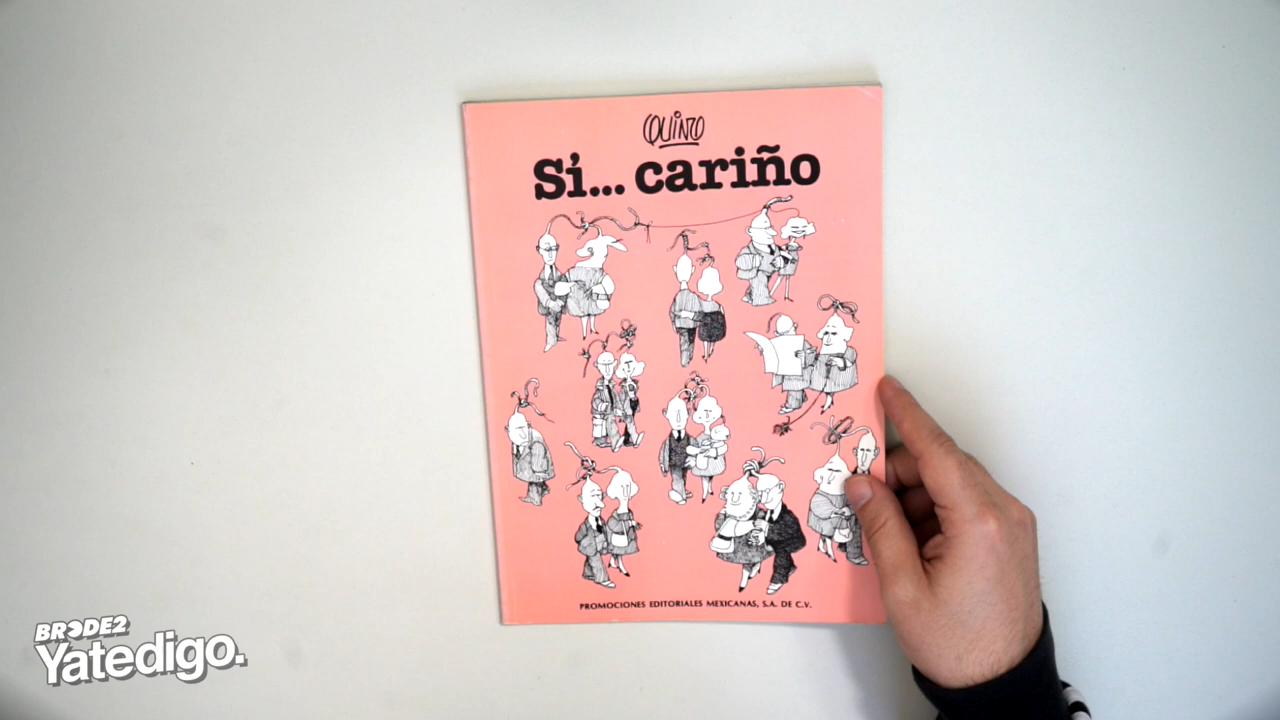 QUINO
Sí... cariño
PROMOCIONES EDITORIALES MEXICANAS, S.A. DE C.V.
BRODE2
Yatedigo.